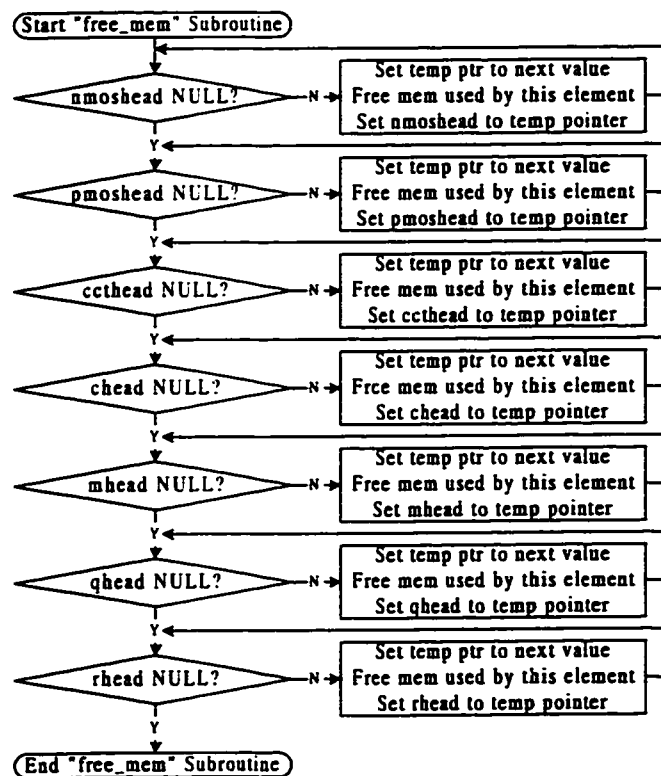 Start "free_mem" Subroutine
nmoshead NULL?
N
Set temp ptr to next value
Free mem used by this element
Set nmoshead to temp pointer
Y
pmoshead NULL?
N
Set temp ptr to next value
Free mem used by this element
Set pmoshead to temp pointer
Y
ccthead NULL?
N
Set temp ptr to next value
Free mem used by this element
Set ccthead to temp pointer
Y
chead NULL?
N
Set temp ptr to next value
Free mem used by this element
Set chead to temp pointer
Y
mhead NULL?
N
Set temp ptr to next value
Free mem used by this element
Set mhead to temp pointer
Y
qhead NULL?
N
Set temp ptr to next value
Free mem used by this element
Set qhead to temp pointer
Y
rhead NULL?
N
Set temp ptr to next value
Free mem used by this element
Set rhead to temp pointer
Y
End "free_mem" Subroutine